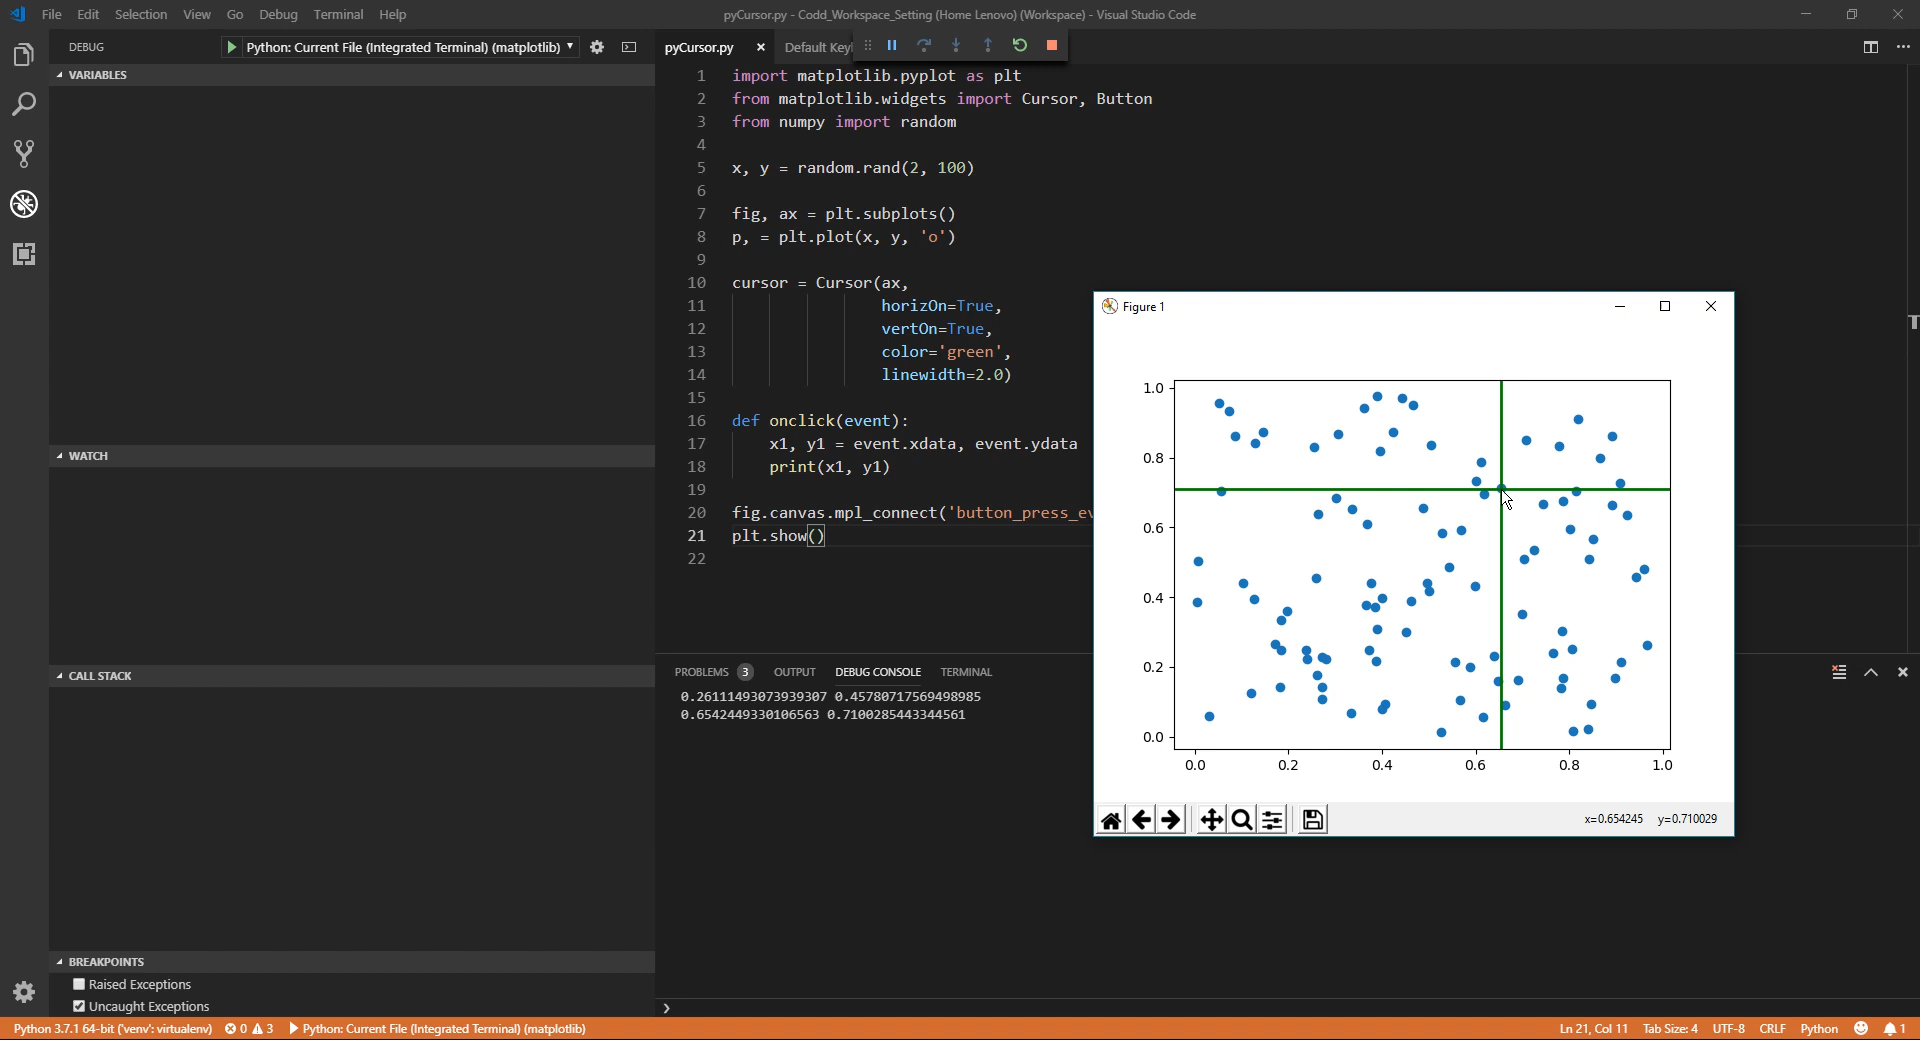 File Edit Selection View Go Debug Terminal Help
pyCursor.py - Codd_Workspace_Setting (Home Lenovo) (Workspace) - Visual Studio Code
DEBUG
Python: Current File (Integrated Terminal) (matplotlib)
pyCursor.py
Default Key
VARIABLES
WATCH
CALL STACK
BREAKPOINTS
Raised Exceptions
Uncaught Exceptions
1 import matplotlib.pyplot as plt
2 from matplotlib.widgets import Cursor, Button
3 from numpy import random
4
5 x, y = random.rand(2, 100)
6
7 fig, ax = plt.subplots()
8 p, = plt.plot(x, y, 'o')
9
10 cursor = Cursor(ax,
11 horizOn=True,
12 vertOn=True,
13 color='green',
14 linewidth=2.0)
15
16 def onclick(event):
17 x1, y1 = event.xdata, event.ydata
18 print(x1, y1)
19
20 fig.canvas.mpl_connect('button_press_ev
21 plt.show()
22
Figure 1
1.0
0.8
0.6
0.4
0.2
0.0
0.0 0.2 0.4 0.6 0.8 1.0
x=0.654245 y=0.710029
PROBLEMS 3 OUTPUT DEBUG CONSOLE TERMINAL
0.26111493073939307 0.45780717569498985
0.6542449330106563 0.7100285443344561
Python 3.7.1 64-bit ('venv': virtualenv) 0 3 Python: Current File (Integrated Terminal) (matplotlib) Ln 21, Col 11 Tab Size: 4 UTF-8 CRLF Python 1